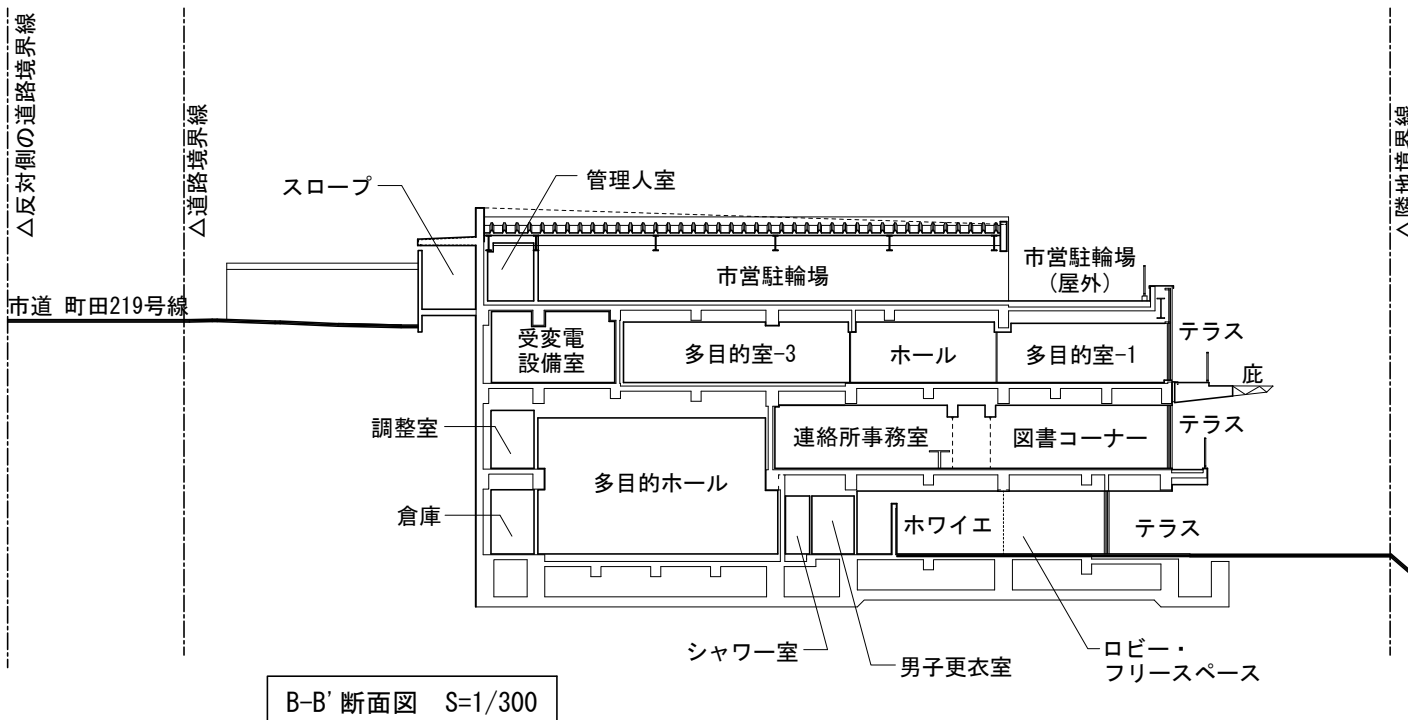 △反対側の道路境界線
△道路境界線
△隣地境界線
スロープ
管理人室
市営駐輪場
市営駐輪場
(屋外)
市道 町田219号線
受変電
設備室
多目的室-3
ホール
多目的室-1
テラス
庇
調整室
連絡所事務室
図書コーナー
テラス
多目的ホール
倉庫
ホワイエ
テラス
シャワー室
男子更衣室
ロビー・
フリースペース
B-B' 断面図 S=1/300